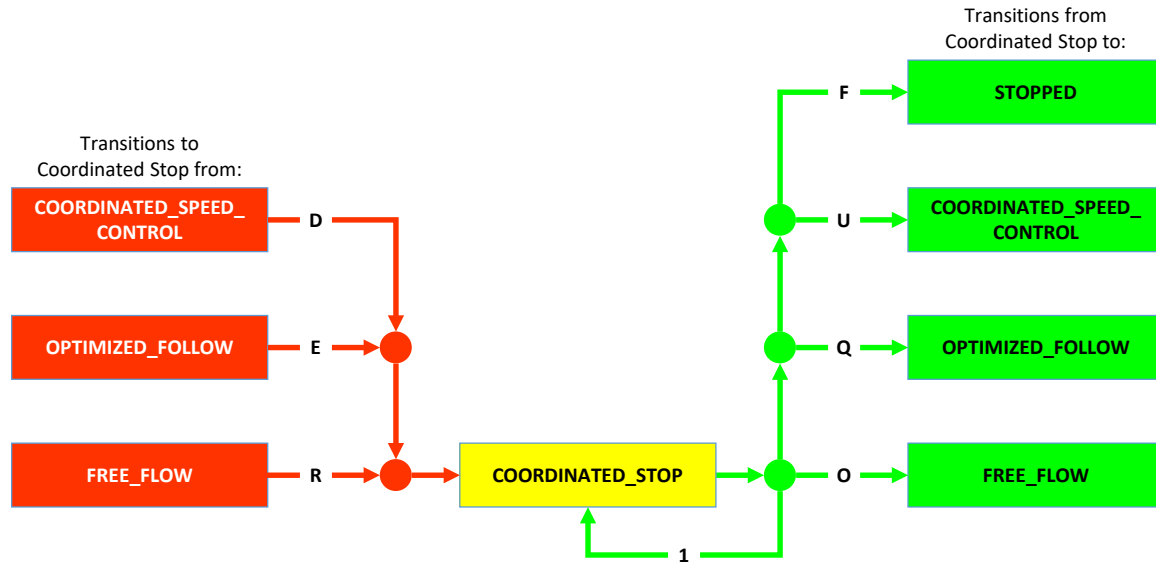 Transitions from
Coordinated Stop to:
F
STOPPED
Transitions to
Coordinated Stop from:
COORDINATED_SPEED_
CONTROL
D
U
COORDINATED_SPEED_
CONTROL
OPTIMIZED_FOLLOW
E
Q
OPTIMIZED_FOLLOW
FREE_FLOW
R
COORDINATED_STOP
O
FREE_FLOW
1